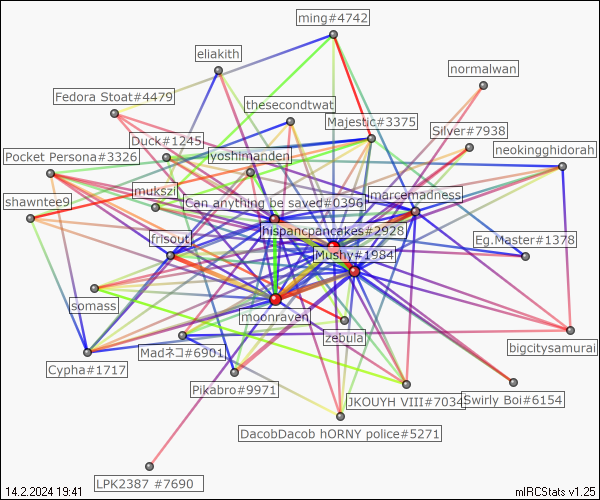 ming#4742
eliakith
normalwan
Fedora Stoat#4479
thesecondtwat
Majestic#3375
Silver#7938
Duck#1245
neokingghidorah
Pocket Persona#3326
yoshimanden
mukszi
marcemadness
shawntee9
Can anything be saved#0396
hispancpancakes#2928
frisout
Eg.Master#1378
Mushy#1984
somass
moonraven
zebula
bigcitysamurai
Madネコ#6901
Cypha#1717
Pikabro#9971
JKOUYH VIII#7034
Swirly Boi#6154
DacobDacob hORNY police#5271
LPK2387 #7690
14.2.2024 19:41
mIRCStats v1.25